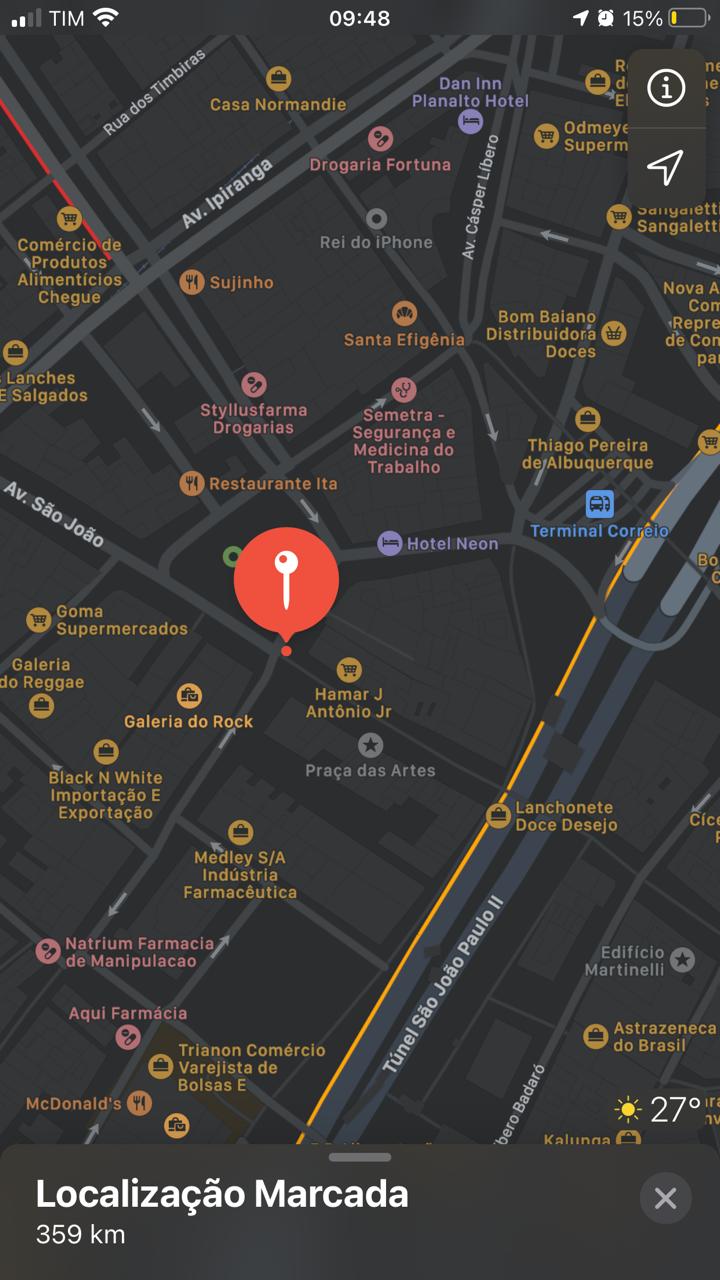 TIM
09:48
15%
Rua dos Timbiras
Casa Normandie
Dan Inn
Planalto Hotel
Drogaria Fortuna
Av. Ipiranga
Av. Cásper Líbero
Rei do iPhone
Sangaletti
Comércio de
Produtos
Alimentícios
Chegue
Sujinho
Santa Efigênia
Bom Baiano
Distribuidora
Doces
Nova A
Com
Repre
de Con
par
Lanches
E Salgados
Styllusfarma
Drogarias
Semetra -
Segurança e
Medicina do
Trabalho
Thiago Pereira
de Albuquerque
Restaurante Ita
Av. São João
Terminal Correio
Hotel Neon
Goma
Supermercados
Galeria
do Reggae
Galeria do Rock
Hamar J
Antônio Jr
Praça das Artes
Black N White
Importação E
Exportação
Lanchonete
Doce Desejo
Medley S/A
Indústria
Farmacêutica
Túnel São João Paulo II
Natrium Farmacia
de Manipulacao
Edifício
Martinelli
Aqui Farmácia
Astrazeneca
do Brasil
Trianon Comércio
Varejista de
Bolsas E
McDonald's
íbero Badaró
27°
Kalunga
Localização Marcada
359 km